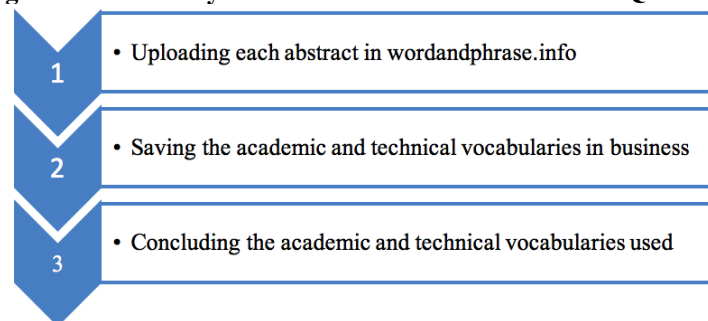 1
• Uploading each abstract in wordandphrase.info
2
• Saving the academic and technical vocabularies in business
3
• Concluding the academic and technical vocabularies used